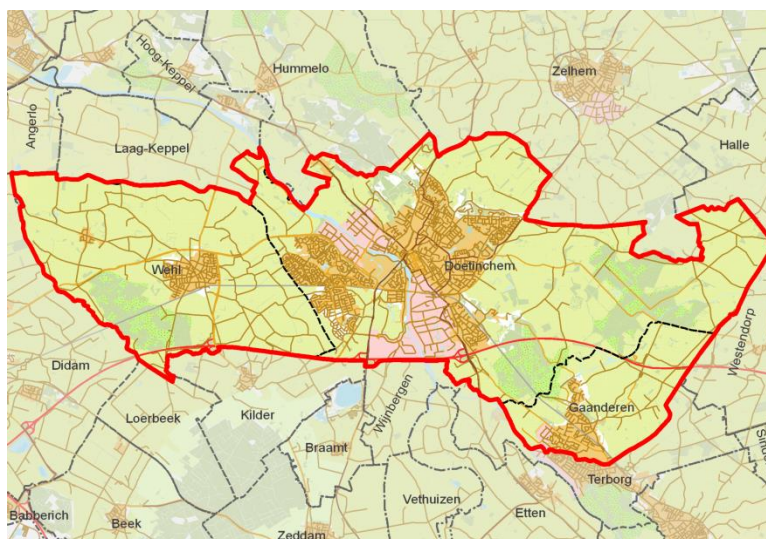 Hoog-Keppel
Hummelo
Zelhem
Angerlo
Laag-Keppel
Halle
Wehl
Doetinchem
Westendorp
Didam
Gaanderen
Loerbeek
Kilder
Wijnbergen
Braamt
Terborg
Vethuizen
Etten
Babberich
Beek
Zeddam